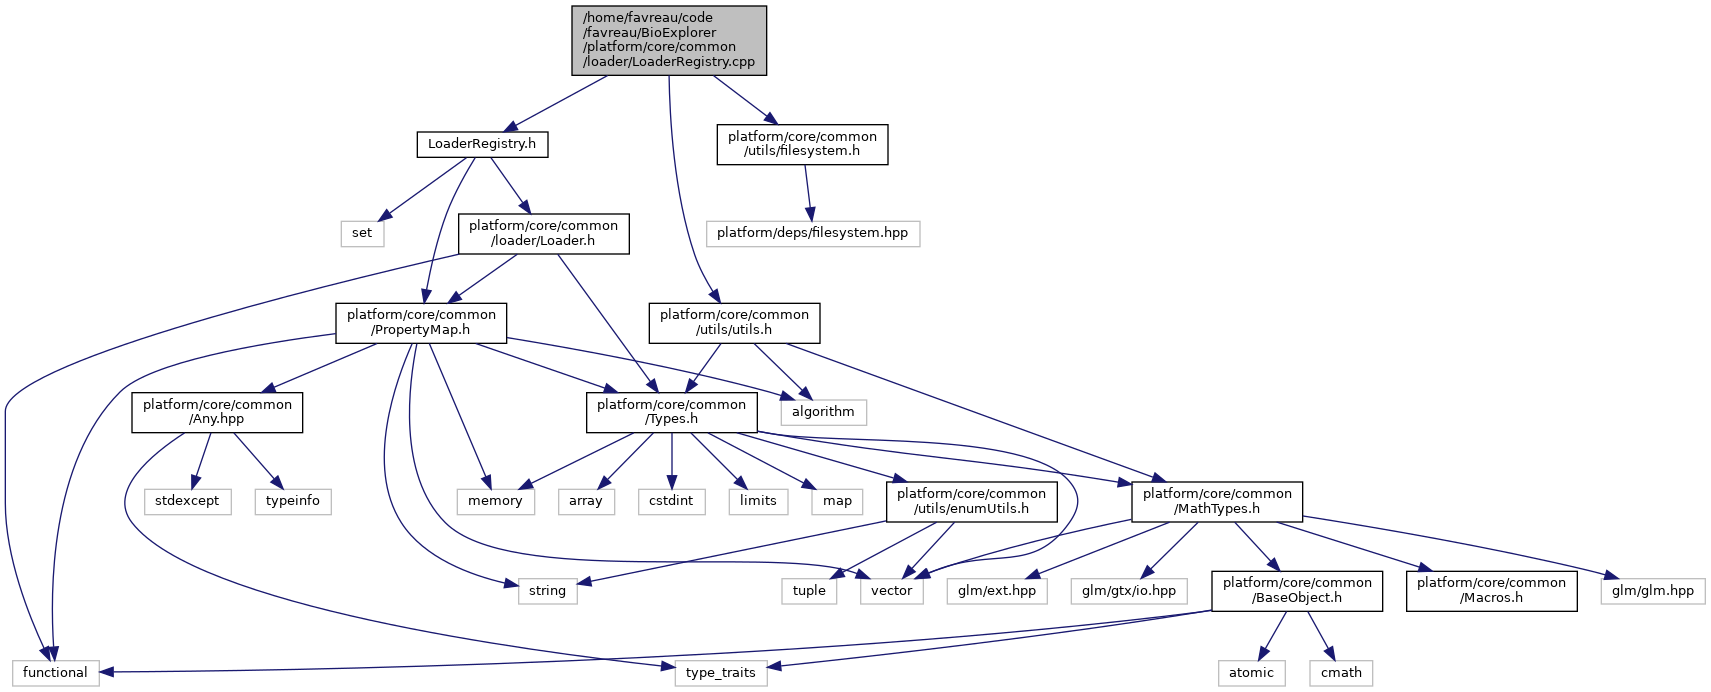 /home/favreau/code
/favreau/BioExplorer
/platform/core/common
/loader/LoaderRegistry.cpp
LoaderRegistry.h
platform/core/common
/utils/filesystem.h
set
platform/core/common
/loader/Loader.h
platform/deps/filesystem.hpp
platform/core/common
/PropertyMap.h
platform/core/common
/utils/utils.h
platform/core/common
/Any.hpp
platform/core/common
/Types.h
algorithm
stdexcept
typeinfo
memory
array
cstdint
limits
map
platform/core/common
/utils/enumUtils.h
platform/core/common
/MathTypes.h
string
tuple
vector
glm/ext.hpp
glm/gtx/io.hpp
platform/core/common
/BaseObject.h
platform/core/common
/Macros.h
glm/glm.hpp
functional
type_traits
atomic
cmath